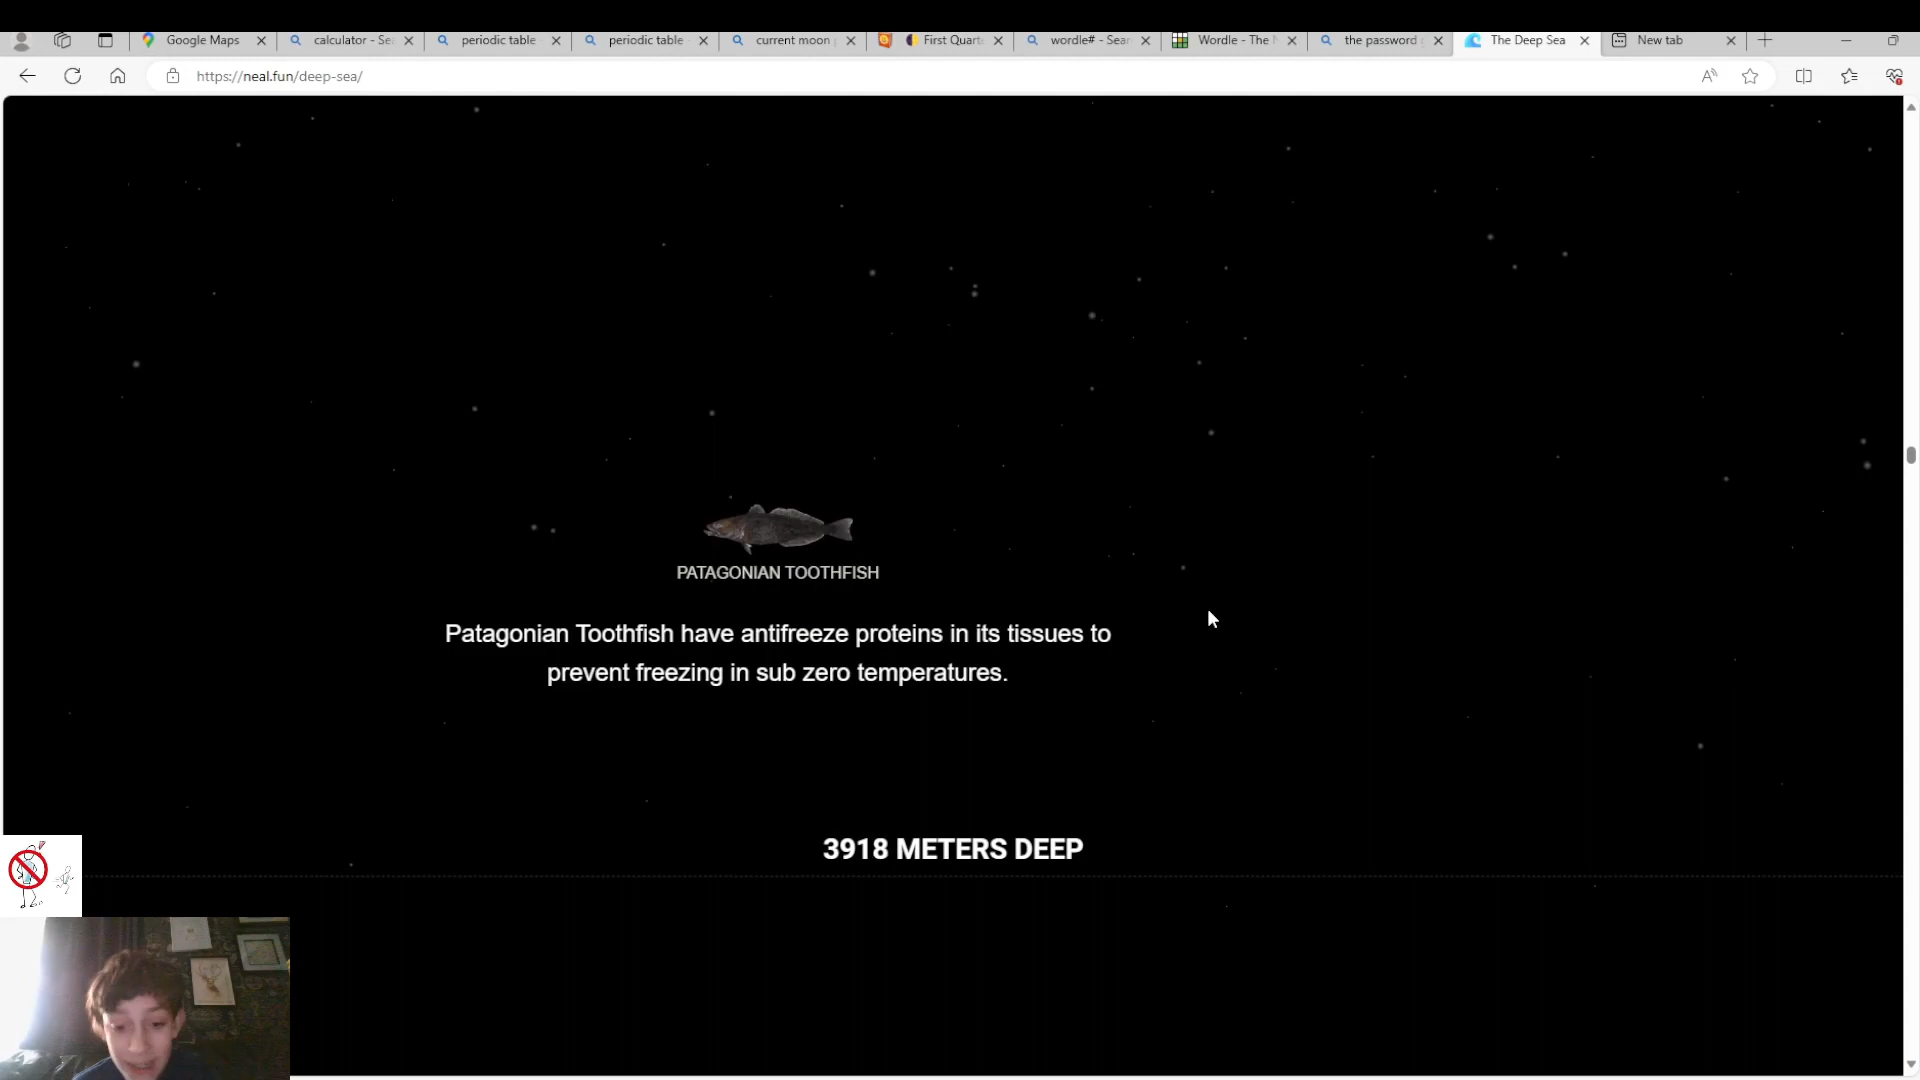 Google Maps
calculator - Se
periodic table
periodic table
current moon
First Quart
wordle# - Sear
Wordle - The
the password
The Deep Sea
New tab
https://neal.fun/deep-sea/
PATAGONIAN TOOTHFISH
Patagonian Toothfish have antifreeze proteins in its tissues to
prevent freezing in sub zero temperatures.
3918 METERS DEEP